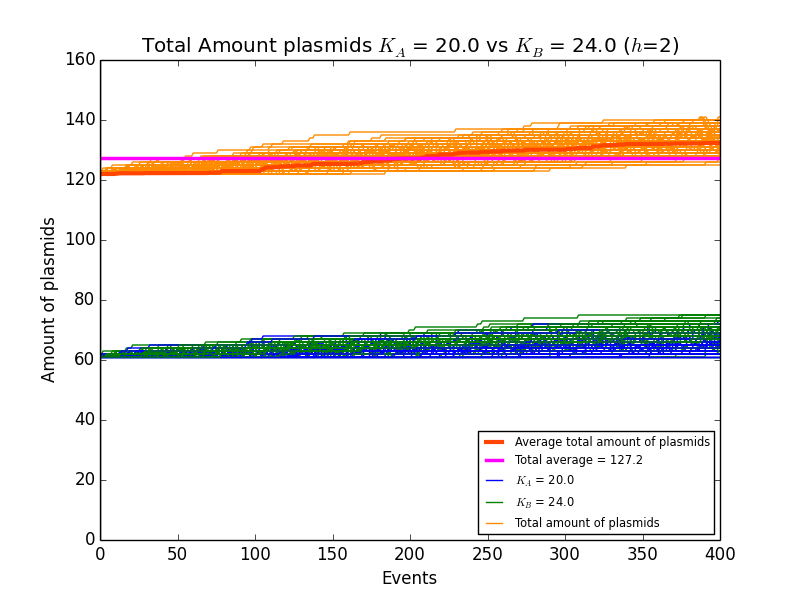 Total Amount plasmids K_A = 20.0 vs K_B = 24.0 (h=2)
160
140
120
100
80
60
40
20
0
Amount of plasmids
Average total amount of plasmids
Total average = 127.2
K_A = 20.0
K_B = 24.0
Total amount of plasmids
0 50 100 150 200 250 300 350 400
Events